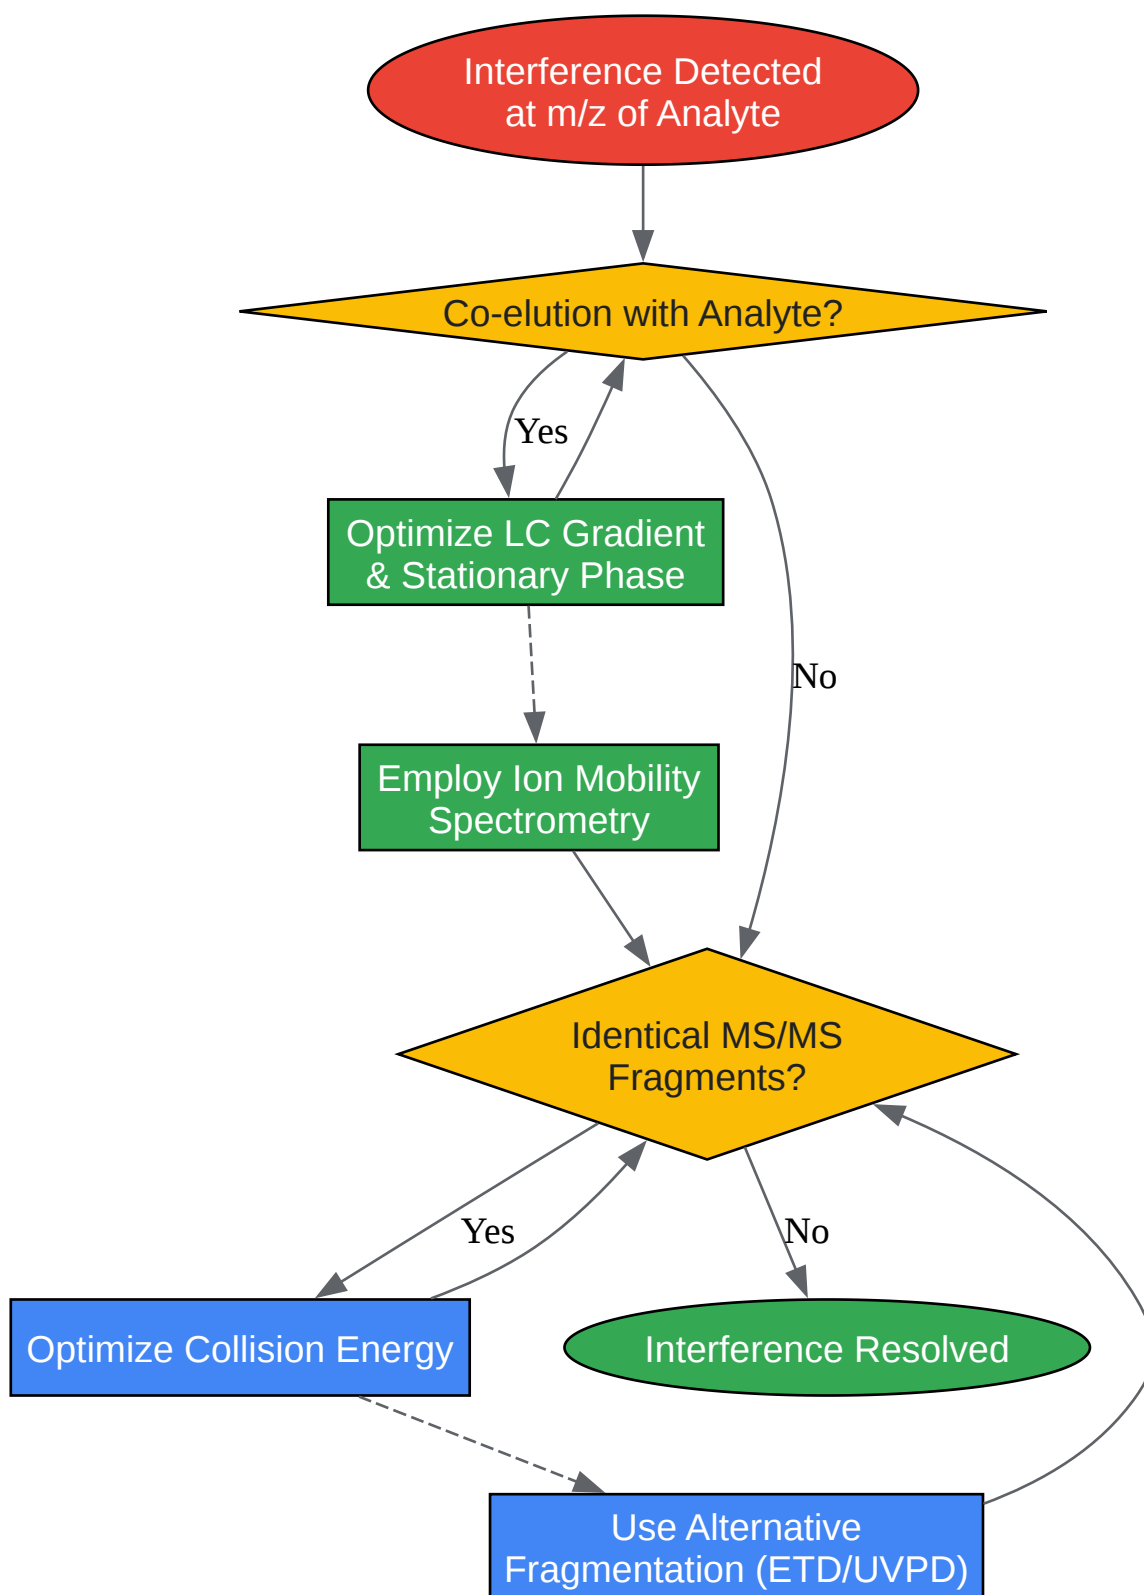 Interference Detected
at m/z of Analyte
Co-elution with Analyte?
Yes
Optimize LC Gradient
& Stationary Phase
No
Employ Ion Mobility
Spectrometry
Identical MS/MS
Fragments?
Yes
No
Optimize Collision Energy
Interference Resolved
Use Alternative
Fragmentation (ETD/UVPD)